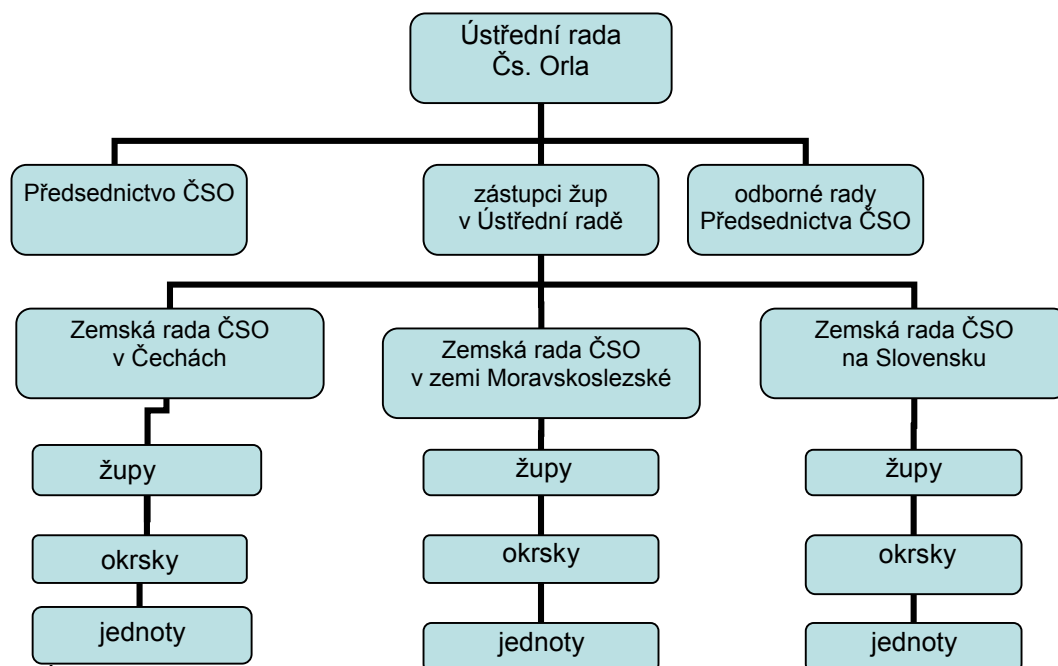 Ústřední rada
Čs. Orla
Předsednictvo ČSO
zástupci žup
v Ústřední radě
odborné rady
Předsednictva ČSO
Zemská rada ČSO
v Čechách
Zemská rada ČSO
v zemi Moravskoslezské
Zemská rada ČSO
na Slovensku
župy
župy
župy
okrsky
okrsky
okrsky
jednoty
jednoty
jednoty